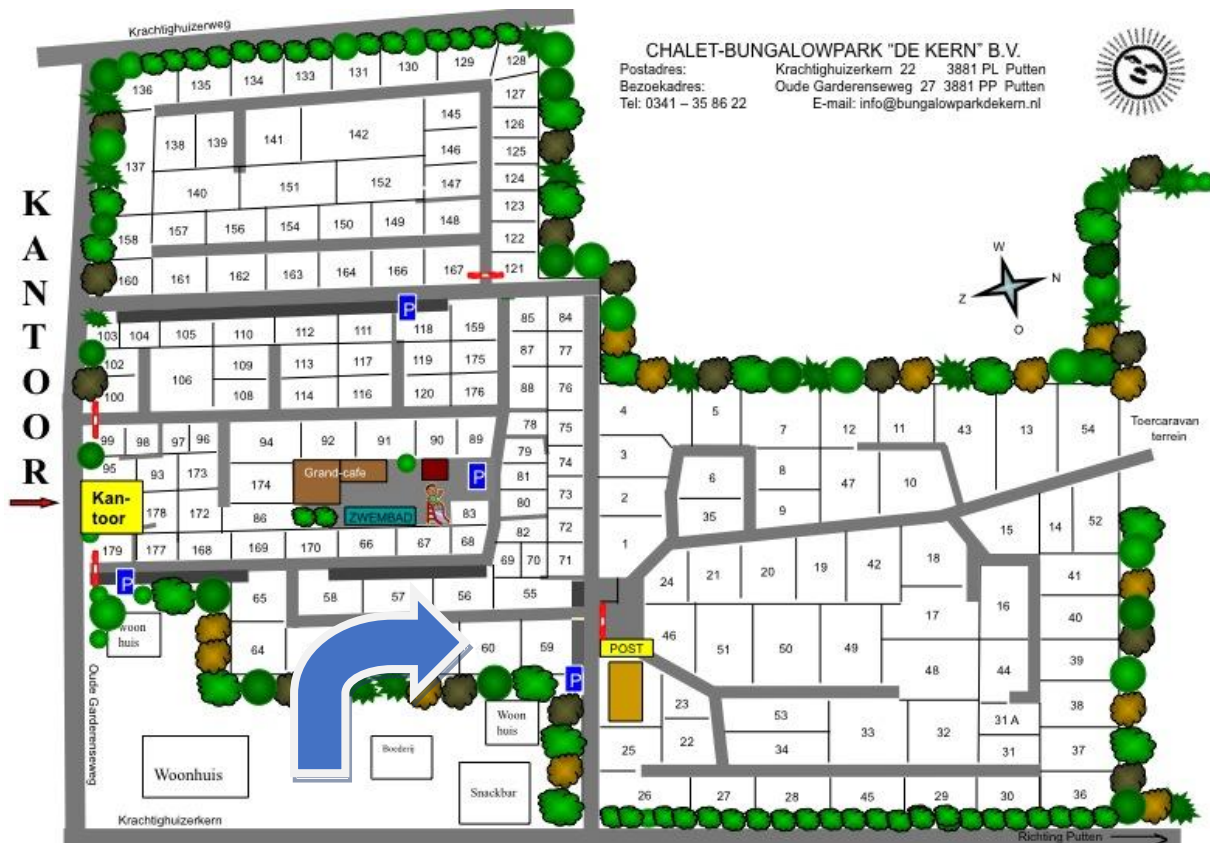 Krachtighuizerweg
CHALET-BUNGALOWPARK "DE KERN" B.V.
Postadres: Krachtighuizerkern 22 3881 PL Putten
Bezoekadres: Oude Garderenseweg 27 3881 PP Putten
Tel: 0341 – 35 86 22 E-mail: info@bungalowparkdekern.nl
136 135 134 133 131 130 129 128
127
138 139 141 142 145 126
137 146 125
140 151 152 147 124
123
158 157 156 154 150 149 148
122
160 161 162 163 164 166 167 121
W
N
Z
O
KANTOOR
P
103 104 105 110 112 111 118 159 85 84
102 106 109 113 117 119 175 87 77
100 108 114 116 120 176 88 76
99 98 97 96 94 92 91 90 89 78 75
95 93 173 174 Grand-cafe P 79 74
Kan-
toor
81 73
178 172 86 ZWEMBAD 83 80 72
179 177 168 169 170 66 67 68 82 69 70 71
P
65 58 57 56 55
64 60 59
P
4 5 7 12 11 43 13 54
Toercaravan
terrein
3 6 8 47 10
2 35 9
1 15 14 52
24 21 20 19 42 18 41
17 16 40
46 51 50 49 48 44 39
POST
23 53 33 32 31 A 38
25 22 34 31 37
26 27 28 45 29 30 36
woon
huis
Oude Garderenseweg
Woonhuis
Boerderij
Woon
huis
Snackbar
Krachtighuizerkern
Richting Putten